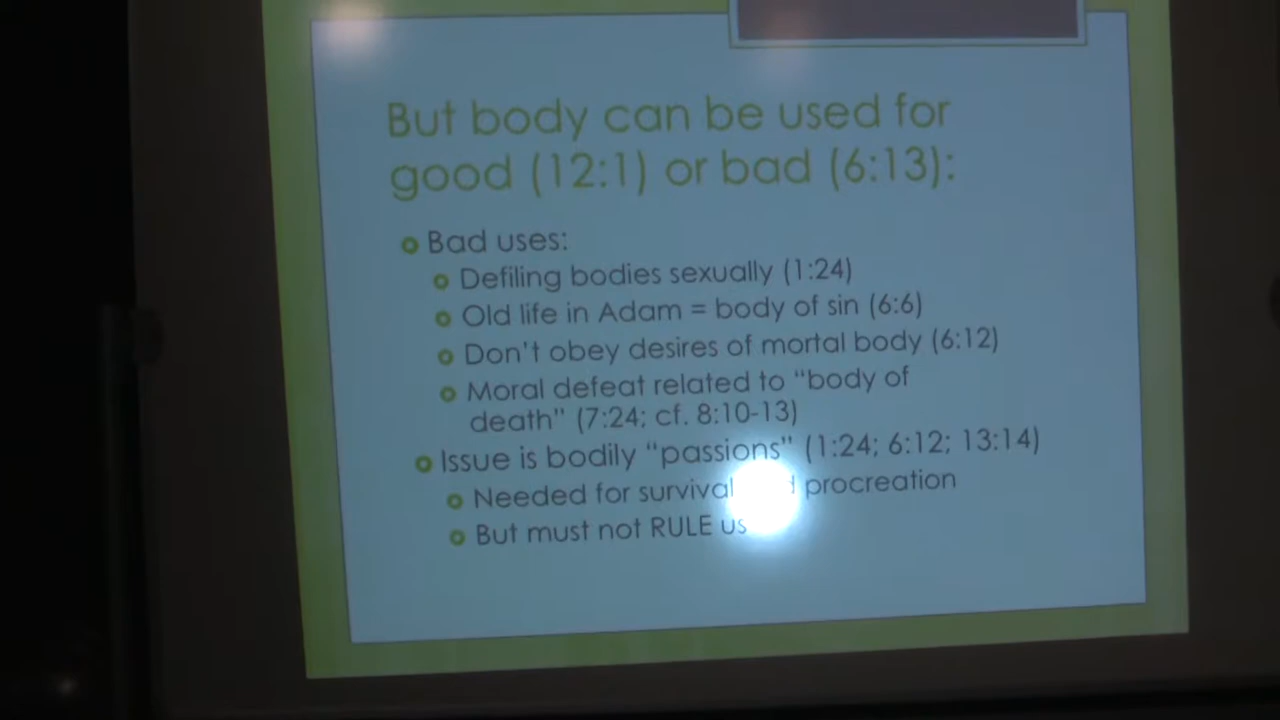 But body can be used for
good (12:1) or bad (6:13):
Bad uses:
Defiling bodies sexually (1:24)
Old life in Adam = body of sin (6:6)
Don't obey desires of mortal body (6:12)
Moral defeat related to "body of
death" (7:24; cf. 8:10-13)
Issue is bodily "passions" (1:24; 6:12; 13:14)
Needed for survival procreation
But must not RULE us